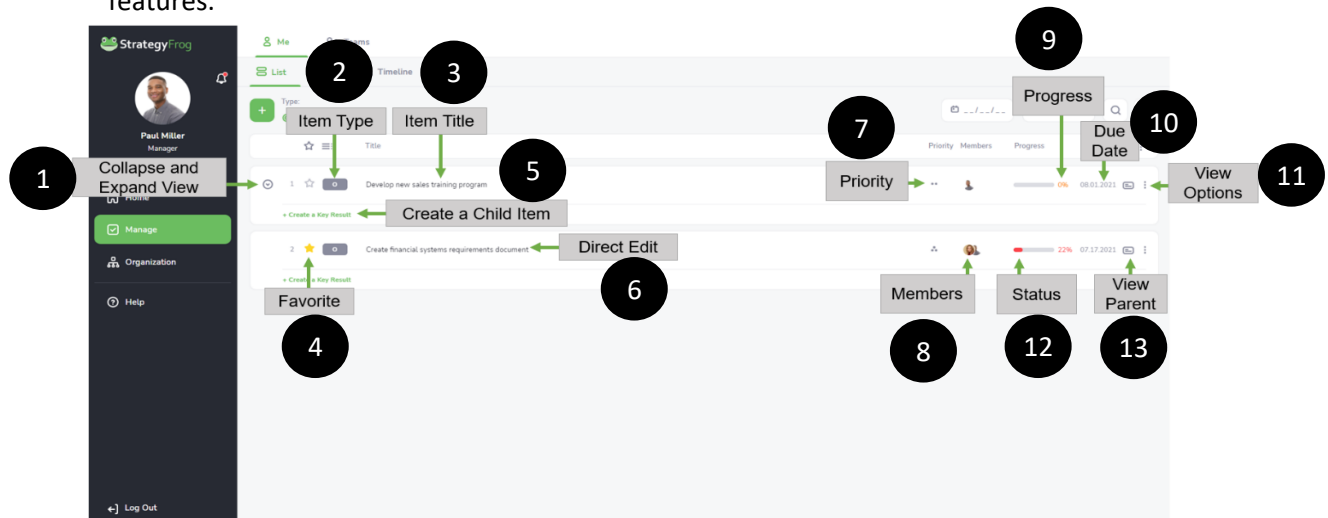 features.
StrategyFrog
Me
List
Timeline
Type:
Paul Miller
Manager
Home
Manage
Organization
Help
Log Out
1
Collapse and
Expand View
2
Item Type
3
Item Title
9
Progress
7
Priority
10
Due
Date
11
View
Options
_ _/_ _/_ _
Title
Priority Members Progress
5
1 O Develop new sales training program 0% 08.01.2021
+ Create a Key Result
Create a Child Item
2 O Create financial systems requirements document 22% 07.17.2021
Direct Edit
6
+ Create a Key Result
Favorite
4
Members
8
Status
12
View
Parent
13